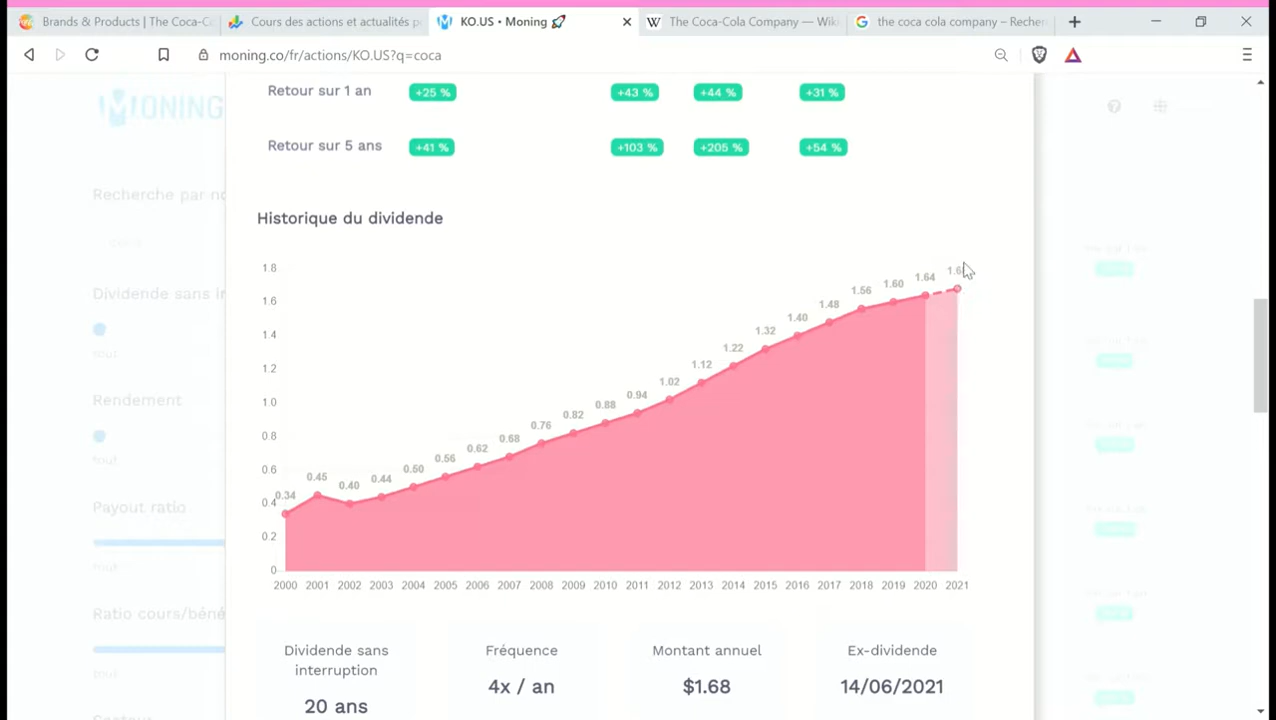 Brands & Products | The Coca-C
Cours des actions et actualités p
KO.US • Moning 🚀
The Coca-Cola Company — Wiki
the coca cola company – Recher
moning.co/fr/actions/KO.US?q=coca
MONING
Retour sur 1 an +25 % +43 % +44 % +31 %
Retour sur 5 ans +41 % +103 % +205 % +54 %
Recherche par no
Historique du dividende
Dividende sans in
Rendement
Payout ratio
Ratio cours/béné
1.8
1.6
1.4
1.2
1.0
0.8
0.6
0.4
0.2
0
0.34 0.45 0.40 0.44 0.50 0.56 0.62 0.68 0.76 0.82 0.88 0.94 1.02 1.12 1.22 1.32 1.40 1.48 1.56 1.60 1.64
2000 2001 2002 2003 2004 2005 2006 2007 2008 2009 2010 2011 2012 2013 2014 2015 2016 2017 2018 2019 2020 2021
Dividende sans
interruption
20 ans
Fréquence
4x / an
Montant annuel
$1.68
Ex-dividende
14/06/2021